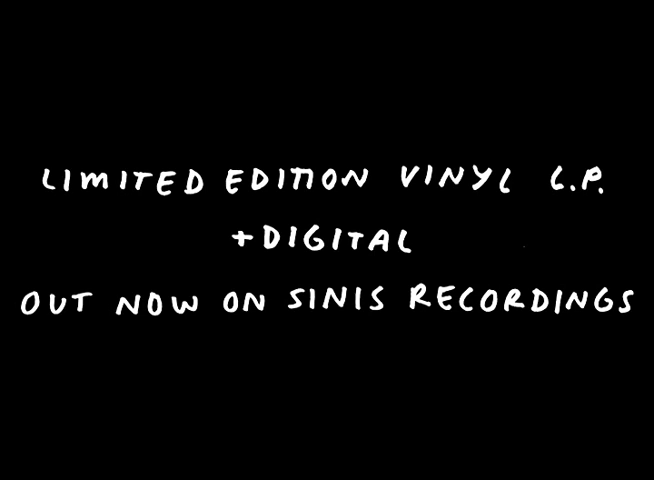 LIMITED EDITION VINYL L.P.
+DIGITAL
OUT NOW ON SINIS RECORDINGS